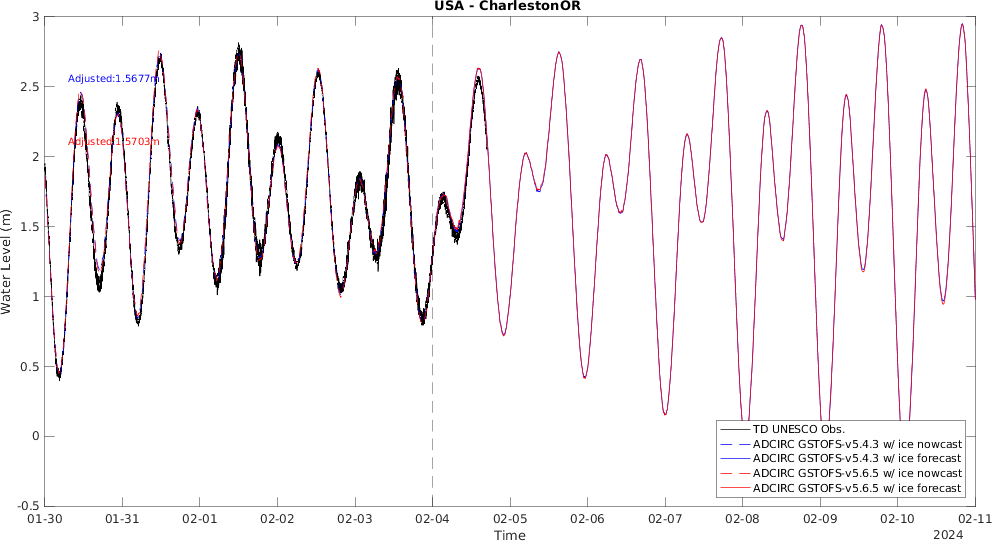 USA - CharlestonOR
Adjusted:1.5677m
Adjusted:1.5703m
Water Level (m)
3
2.5
2
1.5
1
0.5
0
-0.5
TD UNESCO Obs.
ADCIRC GSTOFS-v5.4.3 w/ ice nowcast
ADCIRC GSTOFS-v5.4.3 w/ ice forecast
ADCIRC GSTOFS-v5.6.5 w/ ice nowcast
ADCIRC GSTOFS-v5.6.5 w/ ice forecast
01-30 01-31 02-01 02-02 02-03 02-04 02-05 02-06 02-07 02-08 02-09 02-10 02-11
Time
2024